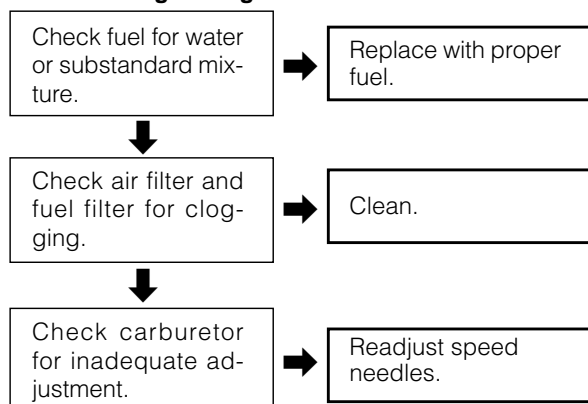 Check fuel for water
or substandard mix-
ture.
Replace with proper
fuel.
Check air filter and
fuel filter for clog-
ging.
Clean.
Check carburetor
for inadequate ad-
justment.
Readjust speed
needles.